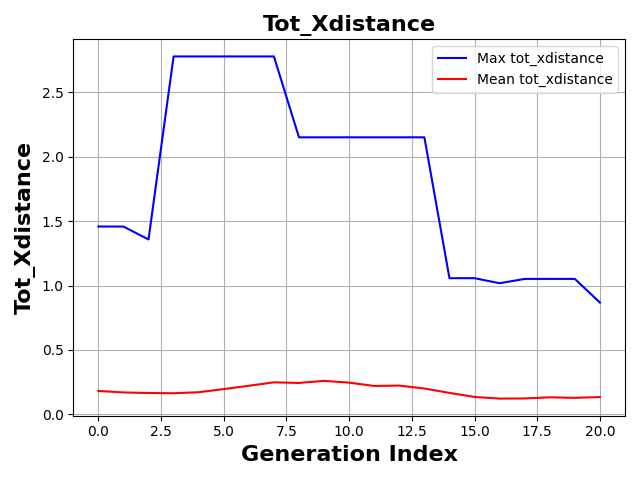 Tot_Xdistance
Max tot_xdistance
Mean tot_xdistance
Tot_Xdistance
2.5
2.0
1.5
1.0
0.5
0.0
0.0 2.5 5.0 7.5 10.0 12.5 15.0 17.5 20.0
Generation Index